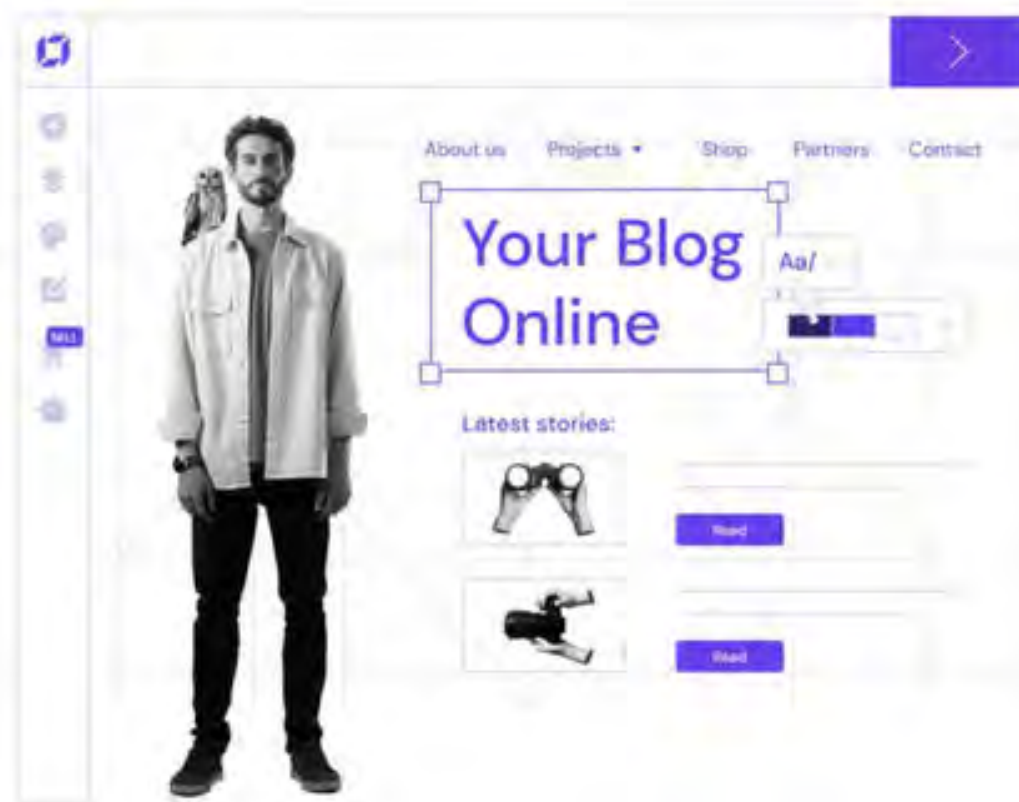 About us Projects Shop Partners Contact
Your Blog
Online
Aa/
Latest stories:
Read
Read